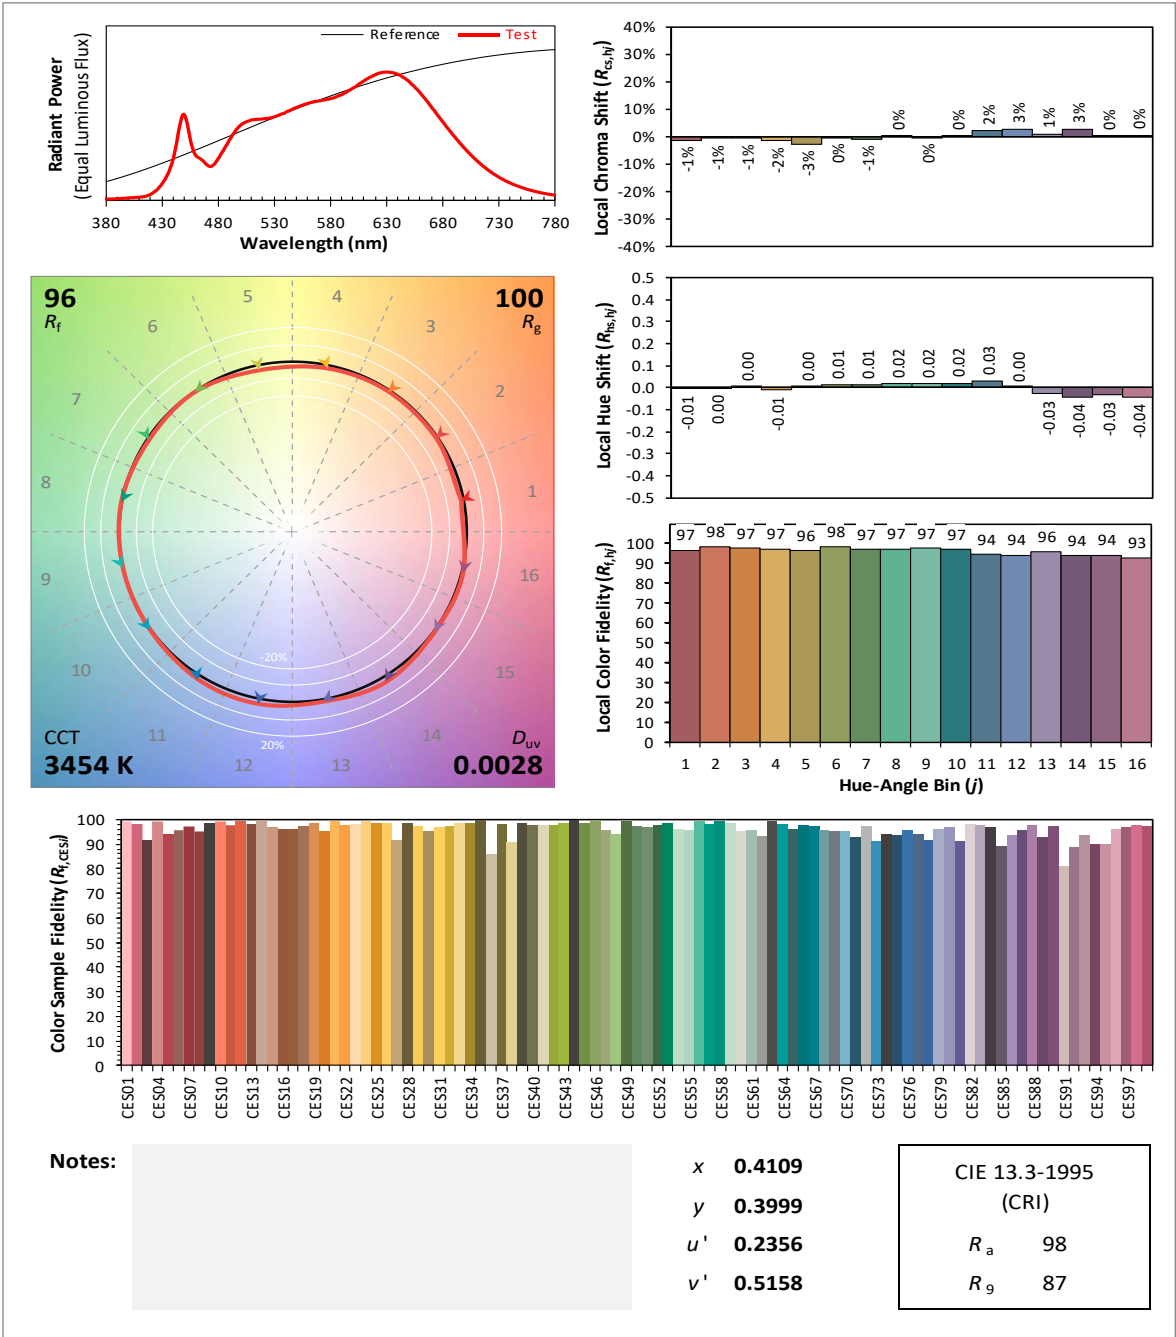 Radiant Power
(Equal Luminous Flux)
Reference Test
380 430 480 530 580 630 680 730 780
Wavelength (nm)
Local Chroma Shift (Rcs,hj)
40%
30%
20%
10%
0%
-10%
-20%
-30%
-40%
-1% -1% -1% -2% -3% 0% -1% 0% 0% 0% 2% 3% 1% 3% 0% 0%
96
Rf
100
Rg
5 4
6 3
7 2
8 1
9 16
10 15
11 14
12 13
-20%
20%
CCT
3454 K
Duv
0.0028
Local Hue Shift (Rhs,hj)
0.5
0.4
0.3
0.2
0.1
0.0
-0.1
-0.2
-0.3
-0.4
-0.5
-0.01 0.00 0.00 -0.01 0.00 0.01 0.01 0.02 0.02 0.02 0.03 0.00 -0.03 -0.04 -0.03 -0.04
Local Color Fidelity (Rf,hj)
100
90
80
70
60
50
40
30
20
10
0
97 98 97 97 96 98 97 97 97 97 94 94 96 94 94 93
1 2 3 4 5 6 7 8 9 10 11 12 13 14 15 16
Hue-Angle Bin (j)
Color Sample Fidelity (Rf,CESi)
100
90
80
70
60
50
40
30
20
10
0
CES01 CES04 CES07 CES10 CES13 CES16 CES19 CES22 CES25 CES28 CES31 CES34 CES37 CES40 CES43 CES46 CES49 CES52 CES55 CES58 CES61 CES64 CES67 CES70 CES73 CES76 CES79 CES82 CES85 CES88 CES91 CES94 CES97
Notes:
x 0.4109
y 0.3999
u' 0.2356
v' 0.5158
CIE 13.3-1995
(CRI)
Ra 98
R9 87